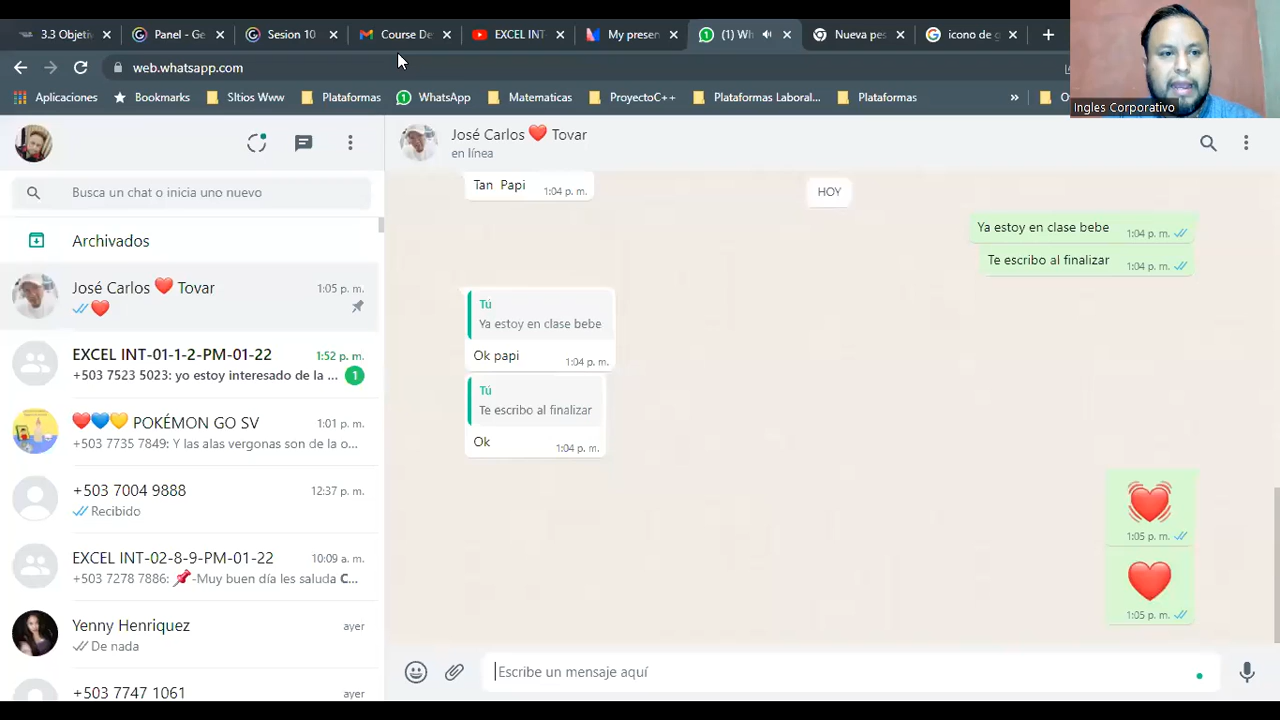 3.3 Objetiv
Panel - Ge
Sesion 10
Course De
EXCEL INT
My presen
(1) Wh
Nueva pes
icono de g
web.whatsapp.com
Aplicaciones
Bookmarks
SItios Www
Plataformas
WhatsApp
Matematicas
ProyectoC++
Plataformas Laboral...
Plataformas
»
Ingles Corporativo
José Carlos ❤️ Tovar
en línea
Busca un chat o inicia uno nuevo
Archivados
José Carlos ❤️ Tovar 1:05 p. m.
❤️
EXCEL INT-01-1-2-PM-01-22 1:52 p. m.
+503 7523 5023: yo estoy interesado de la ... 1
❤️💙💛 POKÉMON GO SV 1:01 p. m.
+503 7735 7849: Y las alas vergonas son de la o...
+503 7004 9888 12:37 p. m.
Recibido
EXCEL INT-02-8-9-PM-01-22 10:09 a. m.
+503 7278 7886: 📌-Muy buen día les saluda C...
Yenny Henriquez ayer
De nada
+503 7747 1061 ayer
Tan Papi 1:04 p. m.
HOY
Ya estoy en clase bebe 1:04 p. m.
Te escribo al finalizar 1:04 p. m.
Tú
Ya estoy en clase bebe
Ok papi 1:04 p. m.
Tú
Te escribo al finalizar
Ok 1:04 p. m.
1:05 p. m.
1:05 p. m.
Escribe un mensaje aquí